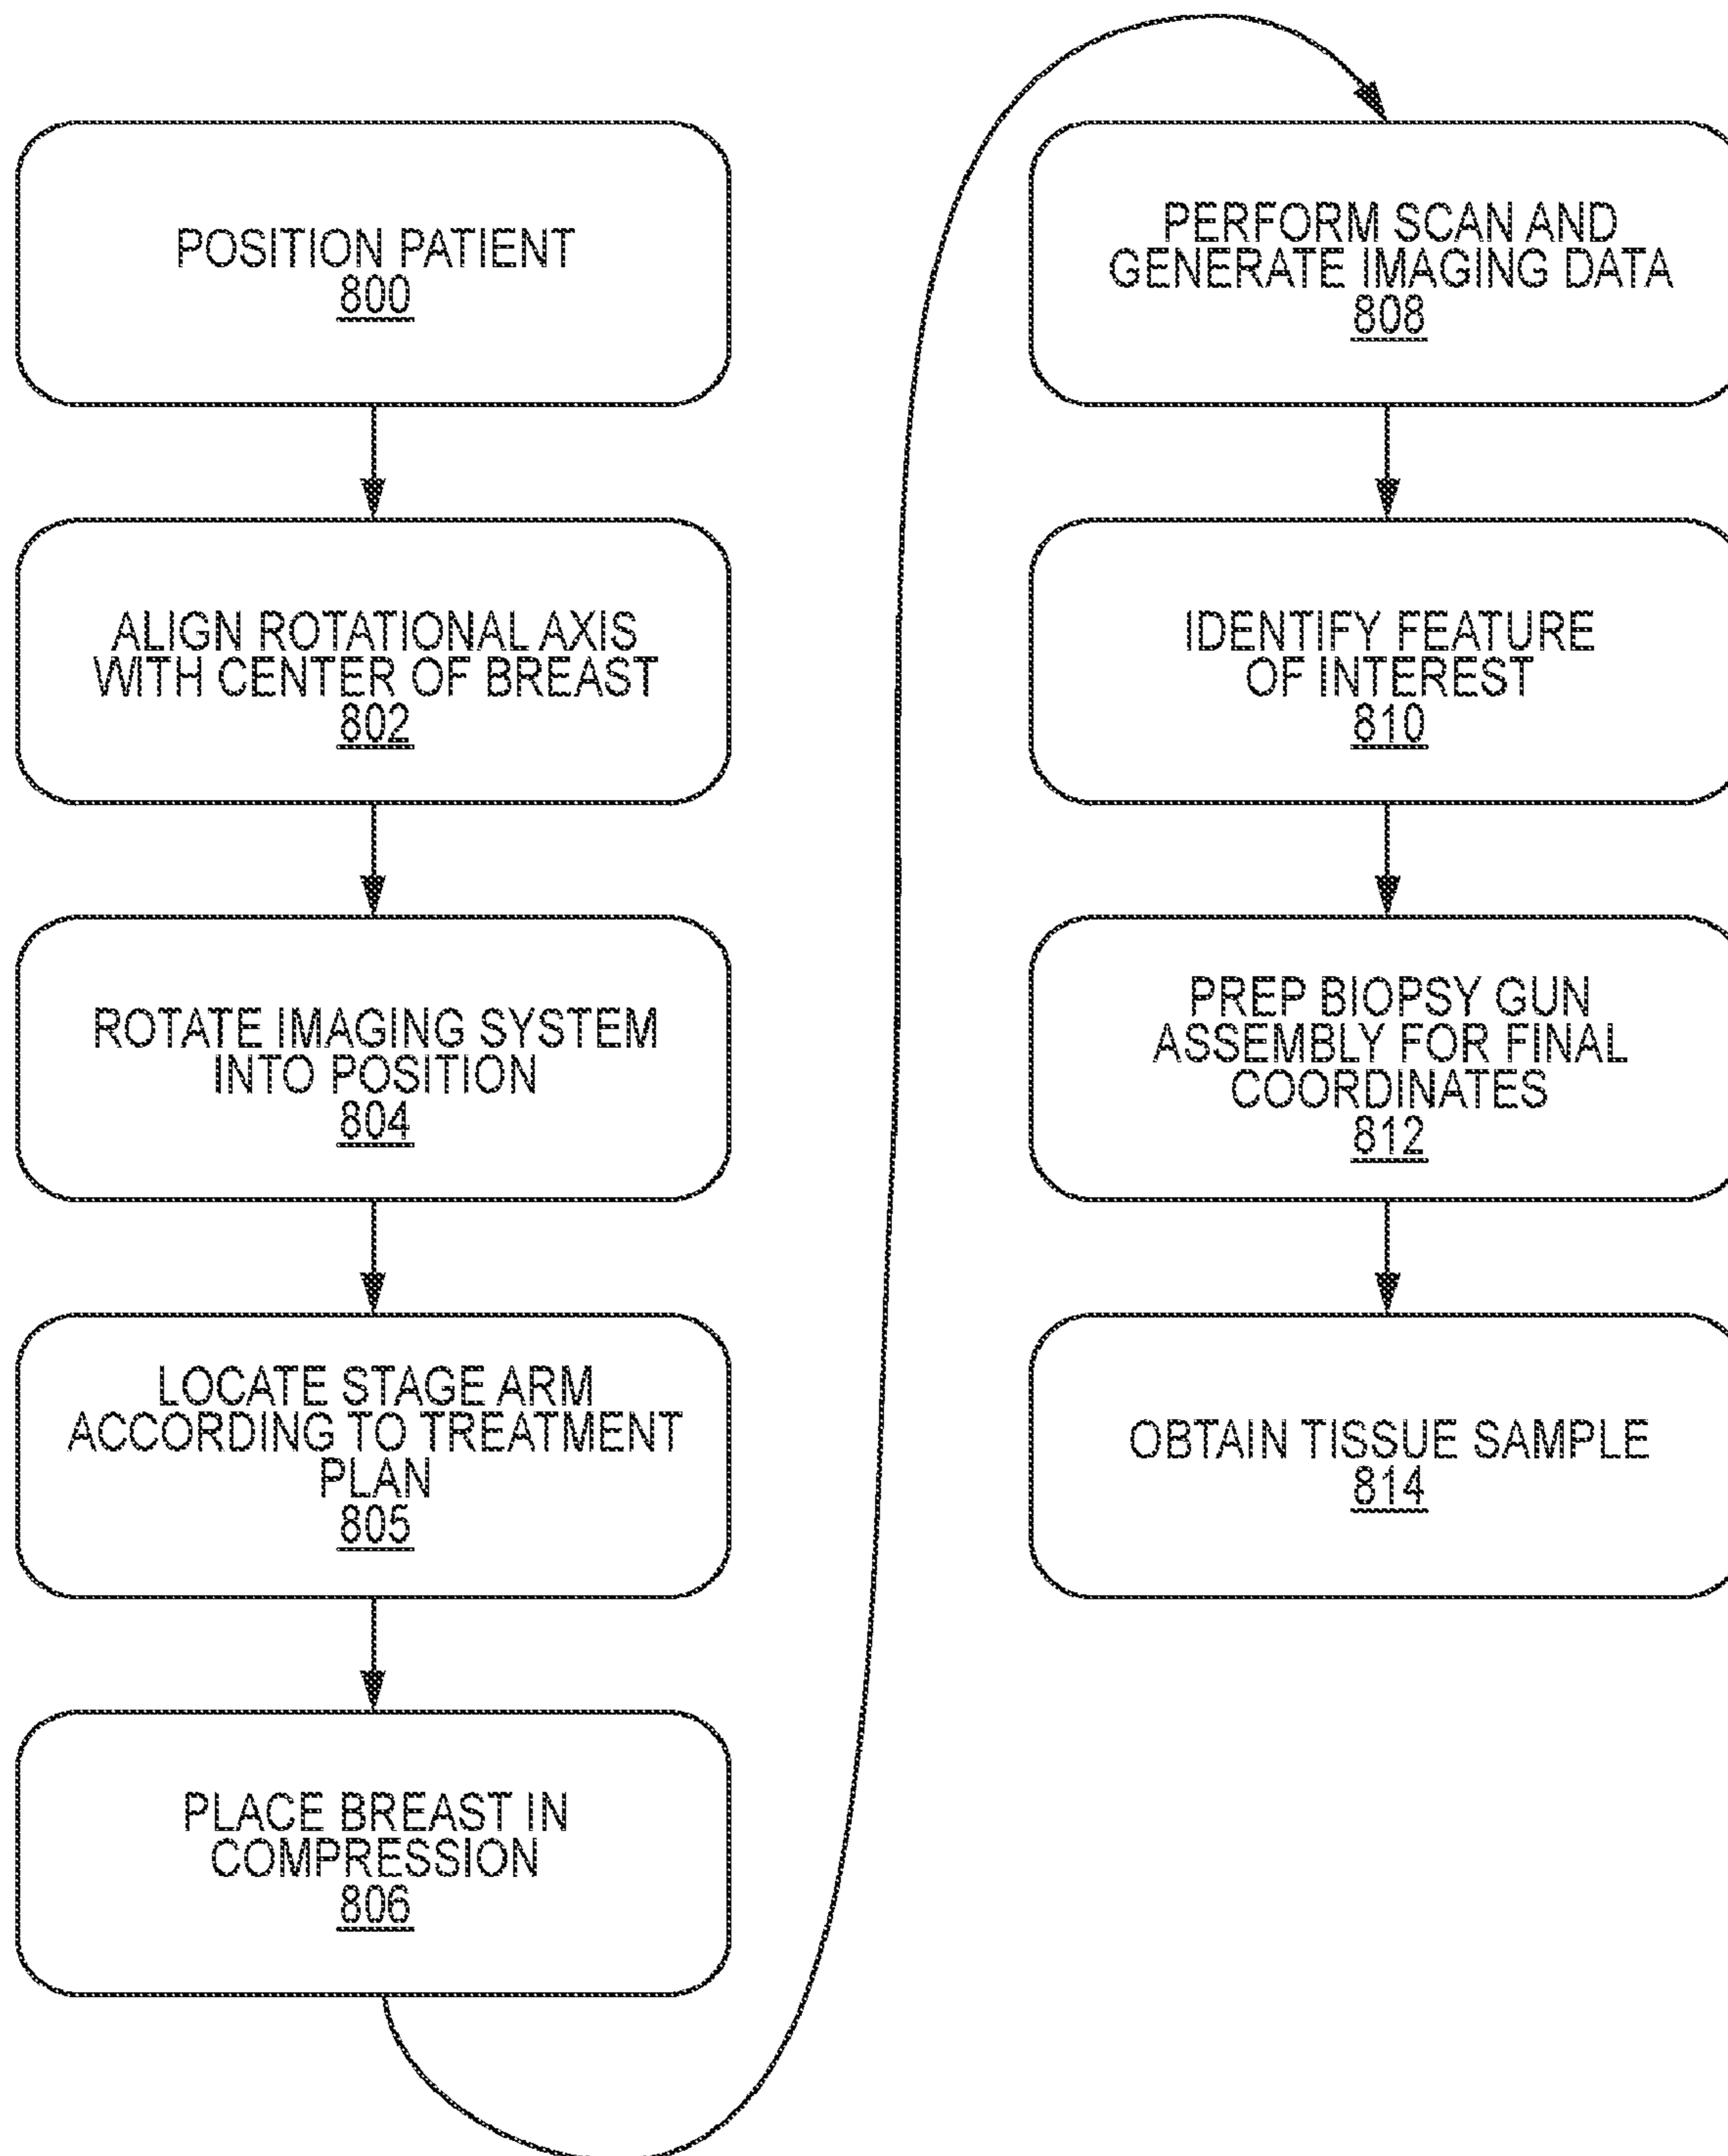 POSITION PATIENT
800
ALIGN ROTATIONAL AXIS
WITH CENTER OF BREAST
802
ROTATE IMAGING SYSTEM
INTO POSITION
804
LOCATE STAGE ARM
ACCORDING TO TREATMENT
PLAN
805
PLACE BREAST IN
COMPRESSION
806
PERFORM SCAN AND
GENERATE IMAGING DATA
808
IDENTIFY FEATURE
OF INTEREST
810
PREP BIOPSY GUN
ASSEMBLY FOR FINAL
COORDINATES
812
OBTAIN TISSUE SAMPLE
814